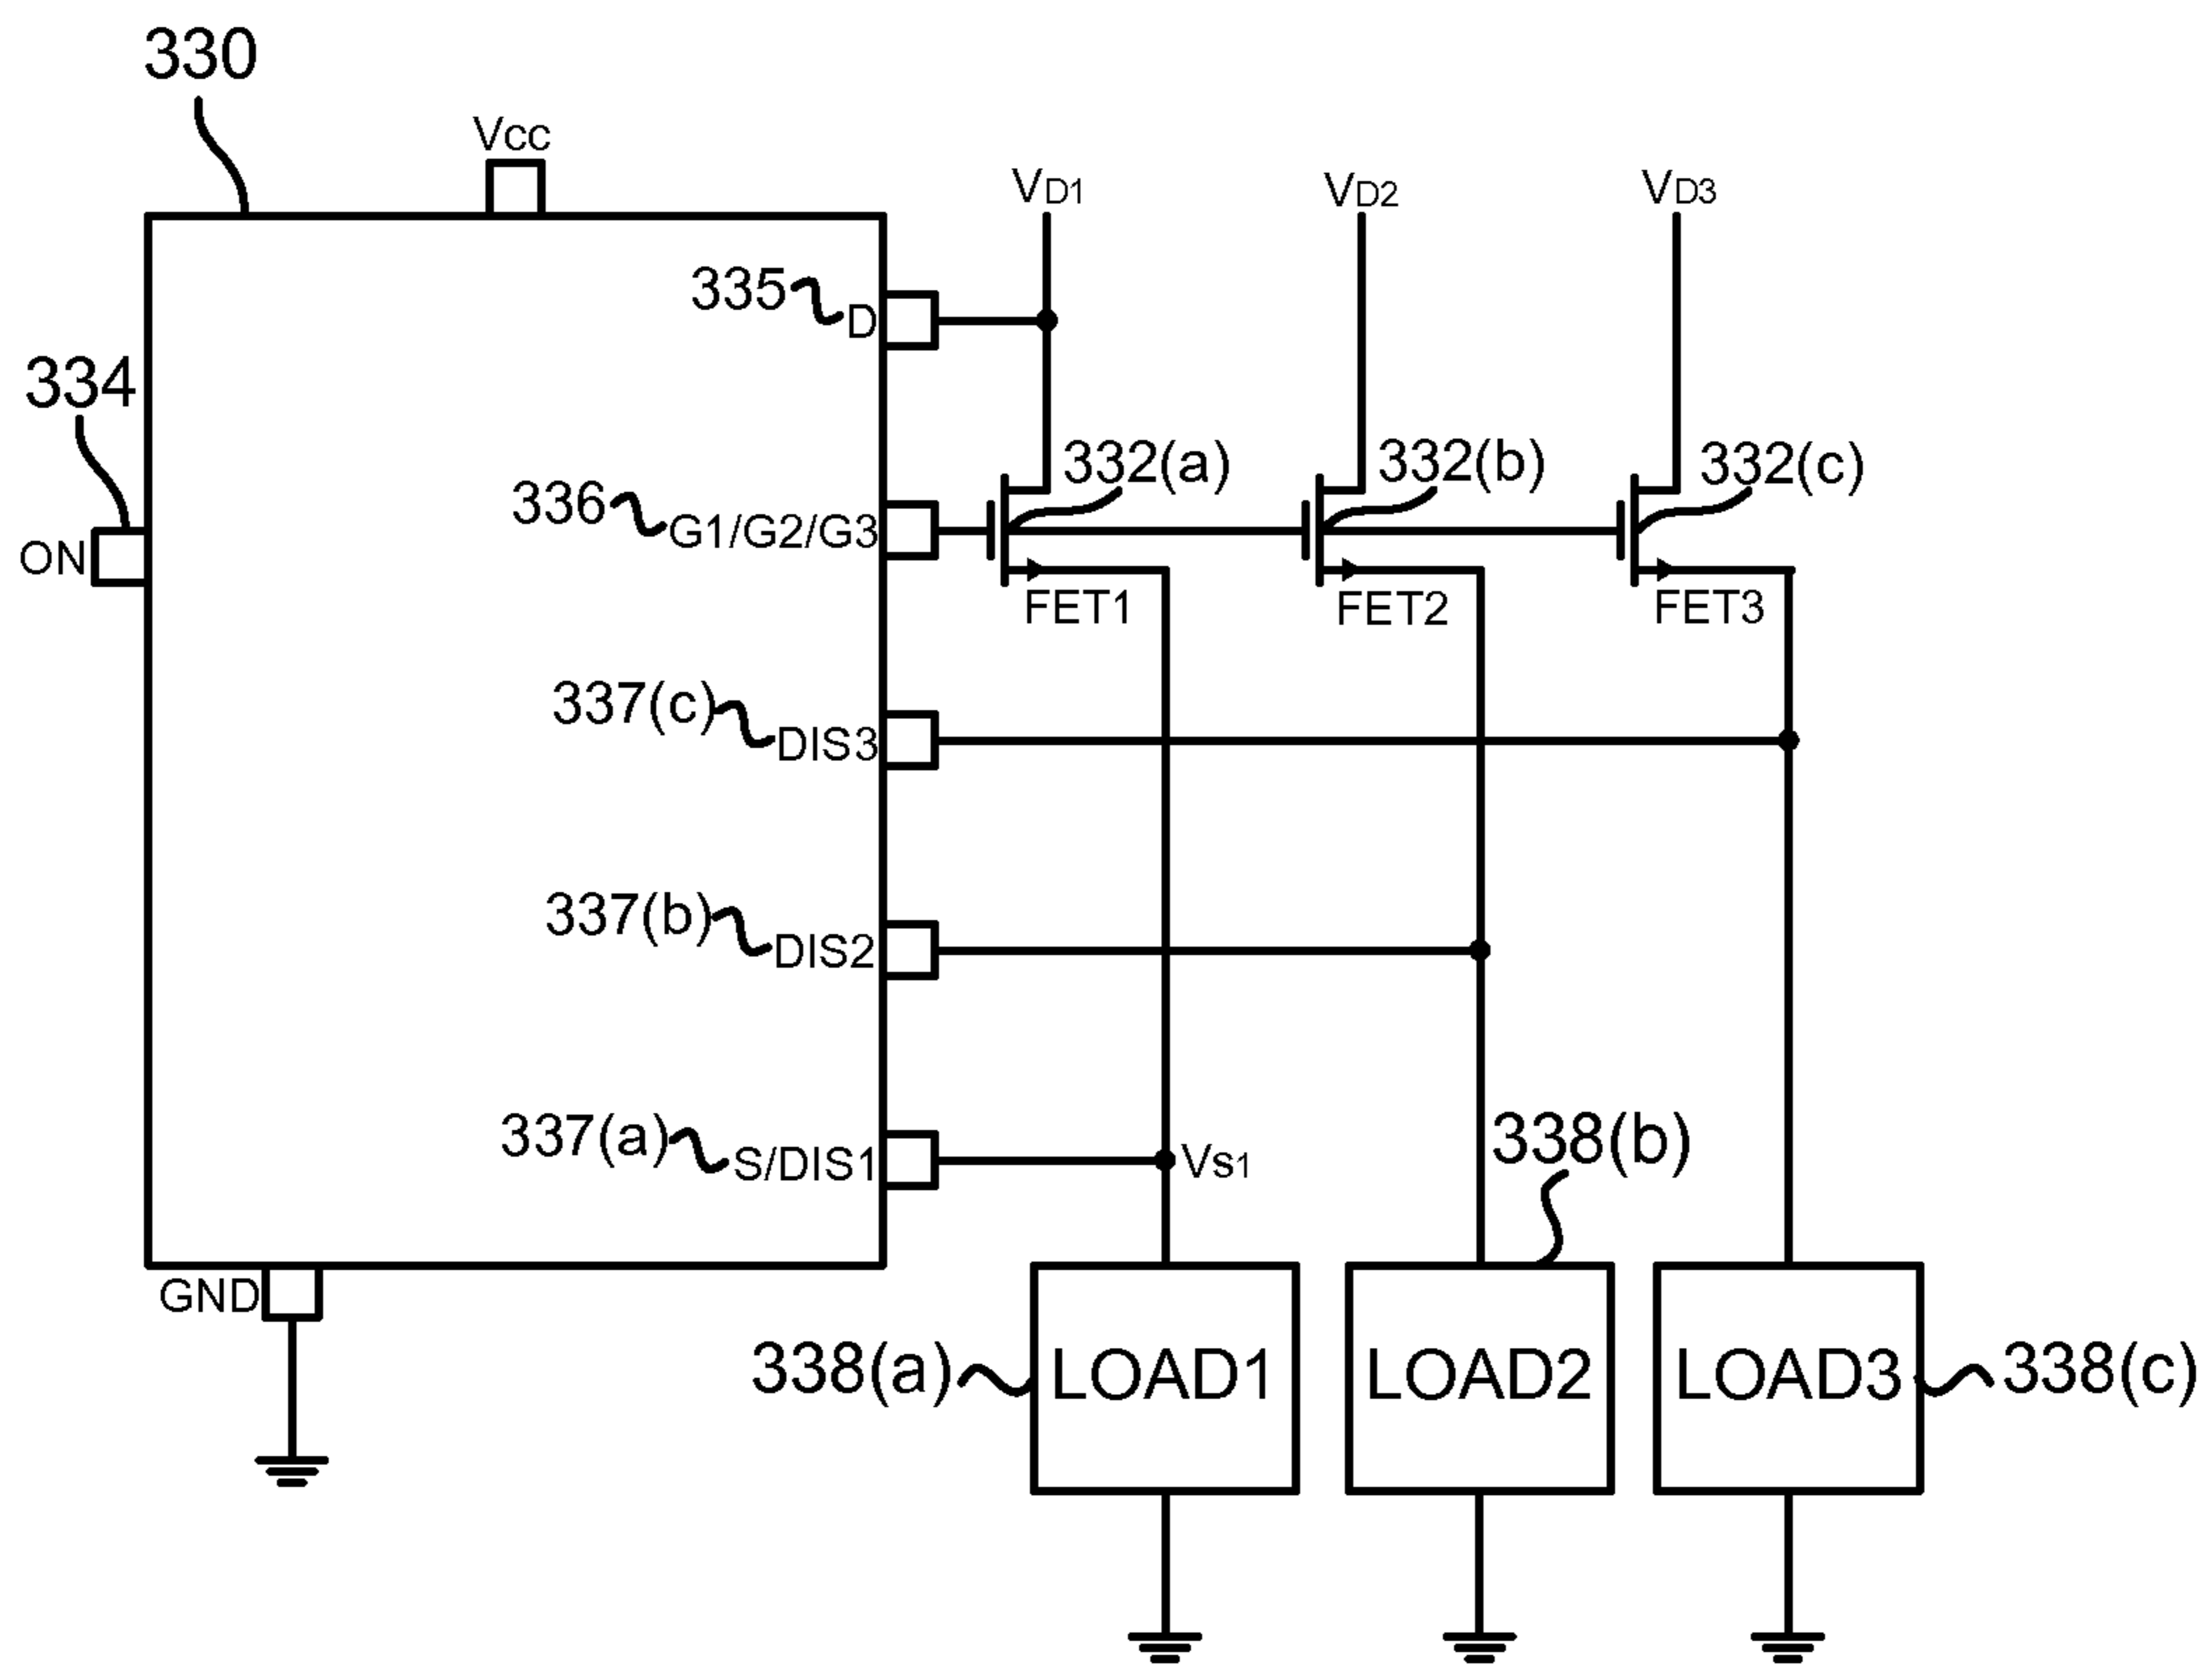 330
Vcc
VD1
VD2
VD3
335
D
334
332(a)
332(b)
332(c)
336
G1/G2/G3
ON
FET1
FET2
FET3
337(c)
DIS3
337(b)
DIS2
337(a)
S/DIS1
VS1
338(b)
GND
338(a)
LOAD1
LOAD2
LOAD3
338(c)